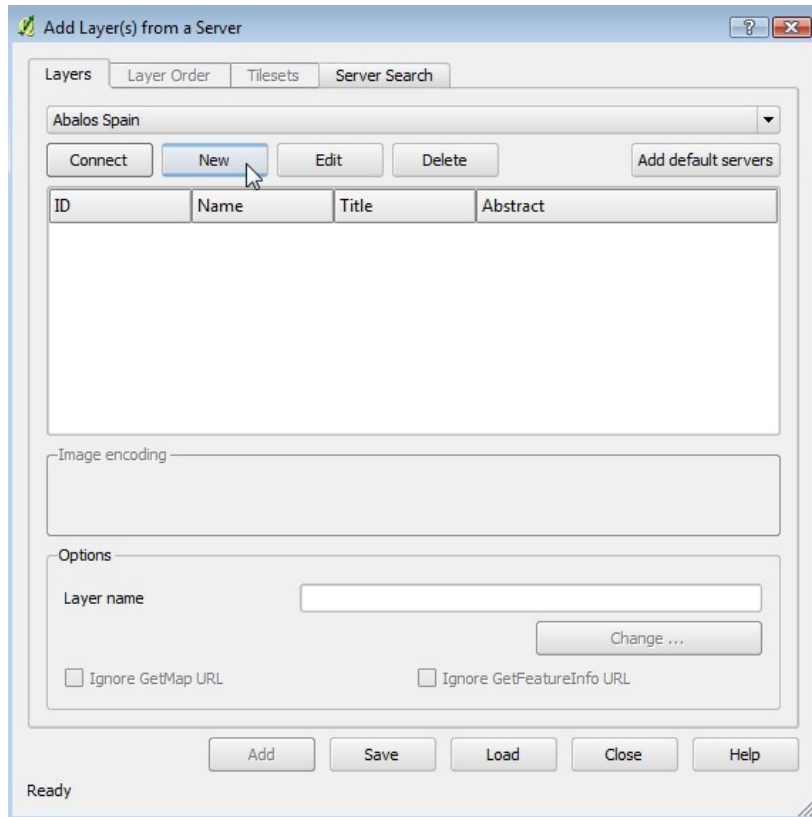 Add Layer(s) from a Server
Layers Layer Order Tilesets Server Search
Abalos Spain
Connect New Edit Delete Add default servers
ID Name Title Abstract
Image encoding
Options
Layer name
Change ...
Ignore GetMap URL Ignore GetFeatureInfo URL
Add Save Load Close Help
Ready